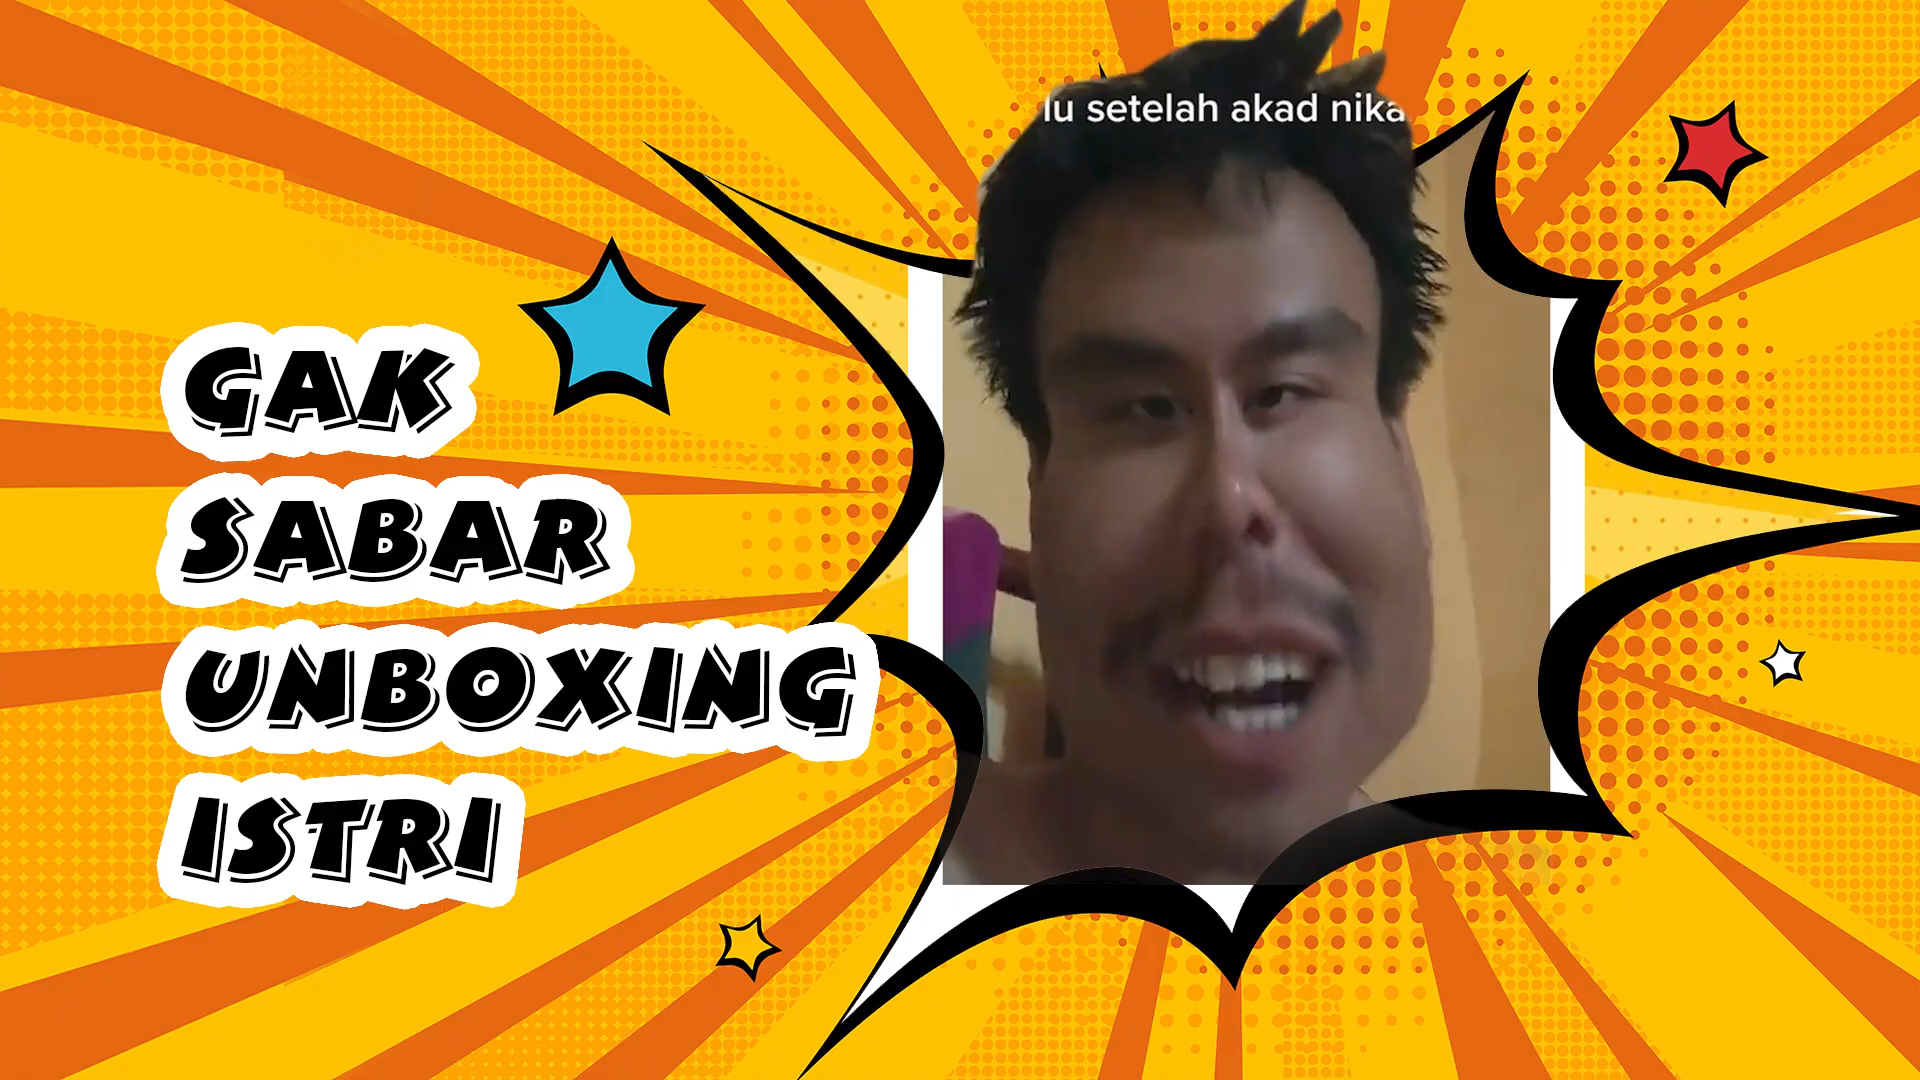 lu setelah akad nika
GAK
SABAR
UNBOXING
ISTRI